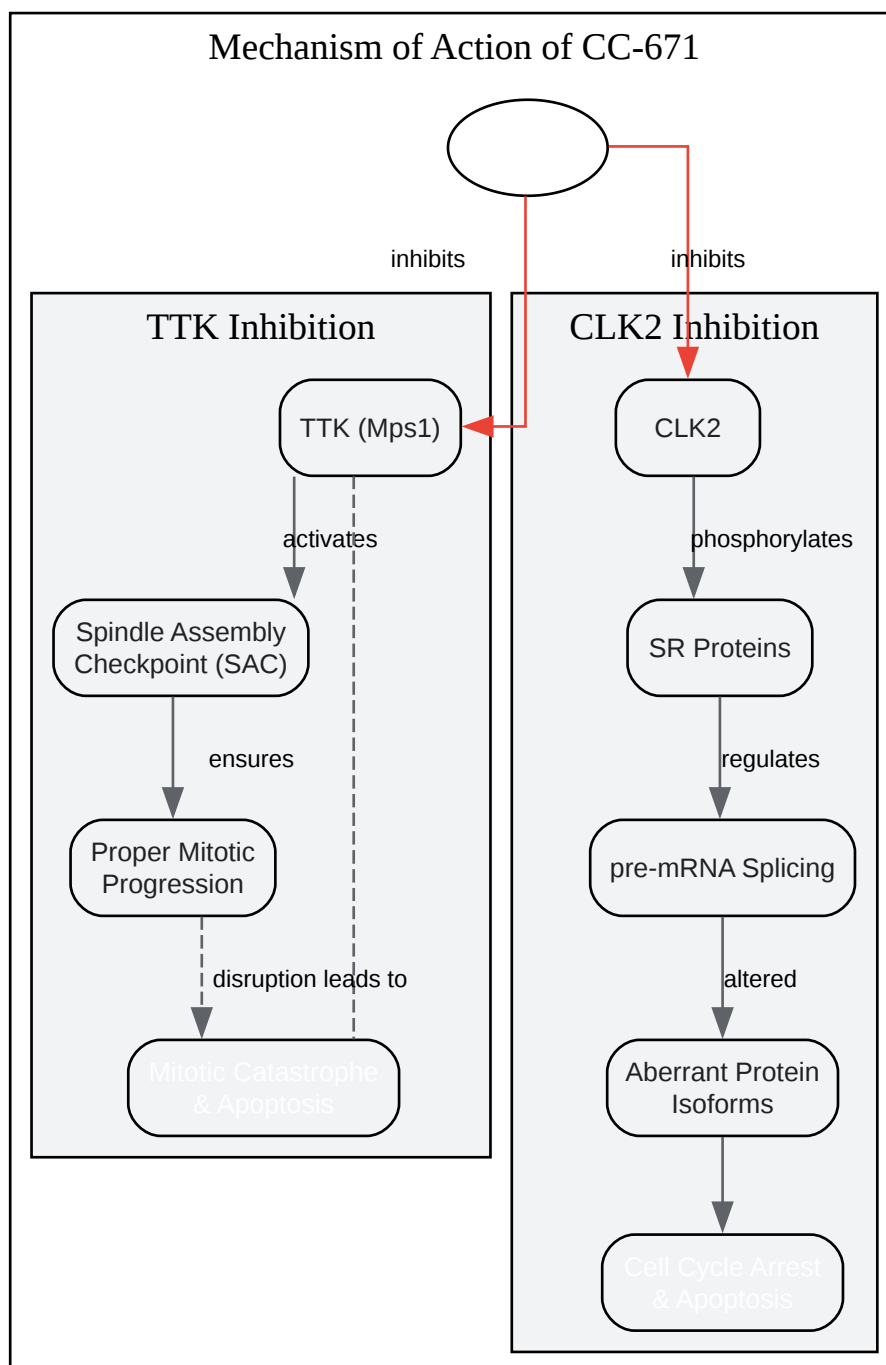 Mechanism of Action of CC-671
inhibits
inhibits
TTK Inhibition
TTK (Mps1)
activates
Spindle Assembly
Checkpoint (SAC)
ensures
Proper Mitotic
Progression
disruption leads to
Mitotic Catastrophe
& Apoptosis
CLK2 Inhibition
CLK2
phosphorylates
SR Proteins
regulates
pre-mRNA Splicing
altered
Aberrant Protein
Isoforms
Cell Cycle Arrest
& Apoptosis